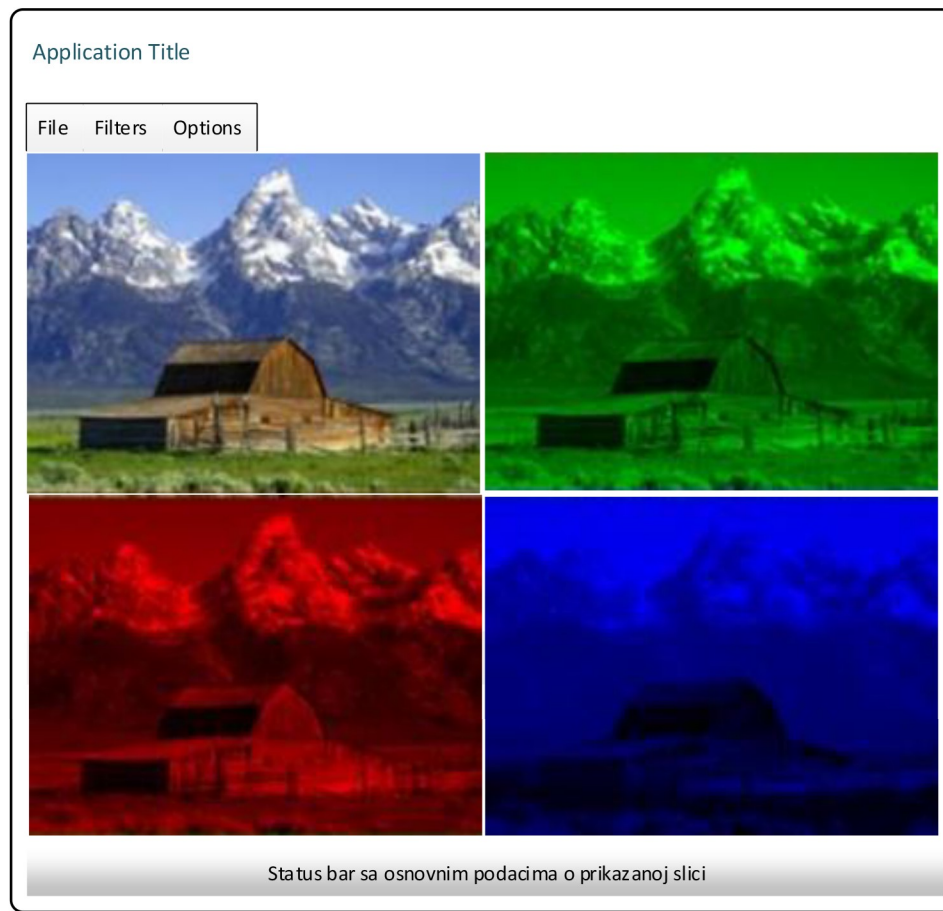 Application Title
File Filters Options
Status bar sa osnovnim podacima o prikazanoj slici